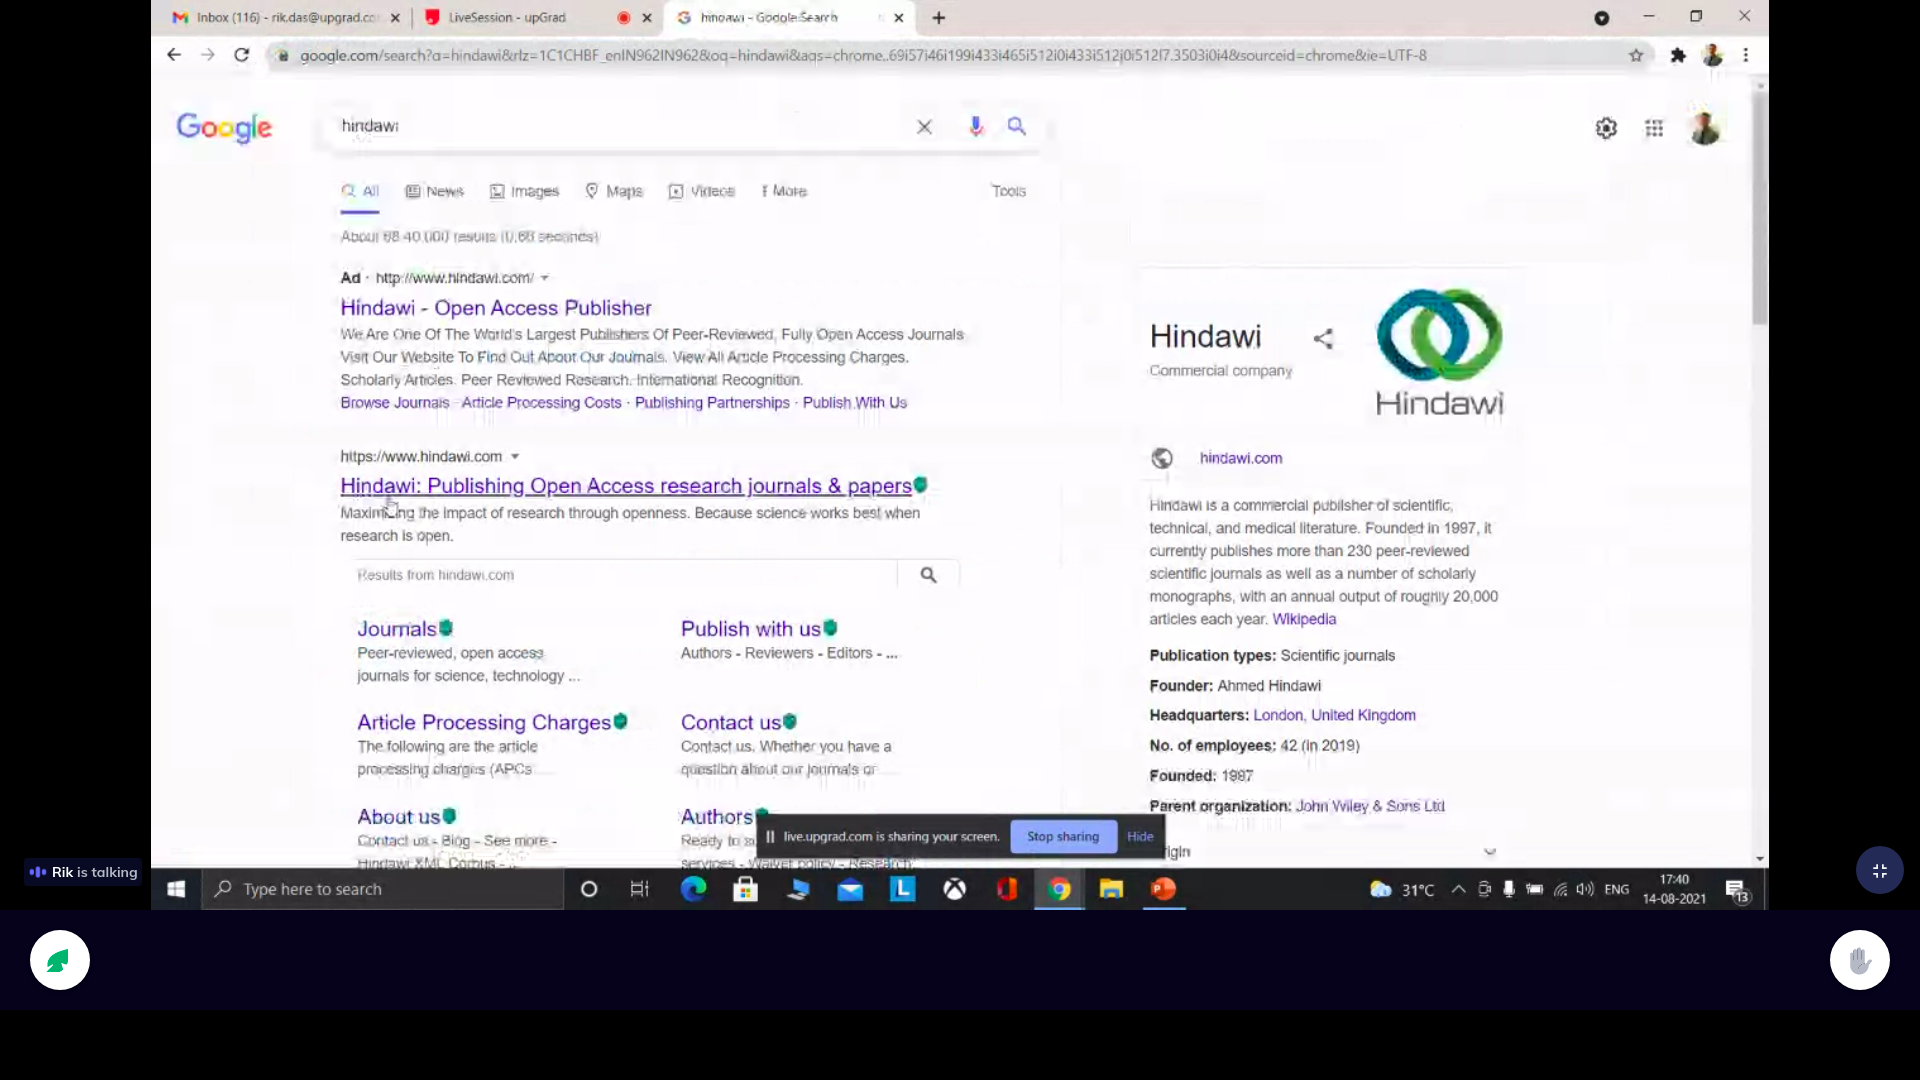 Inbox (116) - rik.das@upgrad.co
LiveSession - upGrad
hindawi - Google Search
google.com/search?q=hindawi&rlz=1C1CHBF_enIN962IN962&oq=hindawi&aqs=chrome..69i57j46i199i433i465i512j0i433i512j0i512l7.3503j0j4&sourceid=chrome&ie=UTF-8
Google
hindawi
All
News
Images
Maps
Videos
More
Tools
About 68,40,000 results
Ad · http://www.hindawi.com/
Hindawi - Open Access Publisher
We Are One Of The World's Largest Publishers Of Peer-Reviewed, Fully Open Access Journals
Visit Our Website To Find Out About Our Journals. View All Article Processing Charges.
Scholarly Articles. Peer Reviewed Research. International Recognition.
Browse Journals · Article Processing Costs · Publishing Partnerships · Publish With Us
https://www.hindawi.com
Hindawi: Publishing Open Access research journals & papers
Maximizing the impact of research through openness. Because science works best when
research is open.
Results from hindawi.com
Journals
Peer-reviewed, open access
journals for science, technology ...
Publish with us
Authors - Reviewers - Editors - ...
Article Processing Charges
The following are the article
processing charges (APCs
Contact us
Contact us. Whether you have a
question about our journals or
About us
Contact us - Blog - See more -
Hindawi XML Corpus - ...
Authors
Ready to
services - Waiver policy - Research
Hindawi
Commercial company
Hindawi
hindawi.com
Hindawi is a commercial publisher of scientific,
technical, and medical literature. Founded in 1997, it
currently publishes more than 230 peer-reviewed
scientific journals as well as a number of scholarly
monographs, with an annual output of roughly 20,000
articles each year. Wikipedia
Publication types: Scientific journals
Founder: Ahmed Hindawi
Headquarters: London, United Kingdom
No. of employees: 42 (in 2019)
Founded: 1997
Parent organization: John Wiley & Sons Ltd
live.upgrad.com is sharing your screen.
Stop sharing
Hide
Rik is talking
Type here to search
31°C
ENG
17:40
14-08-2021
13